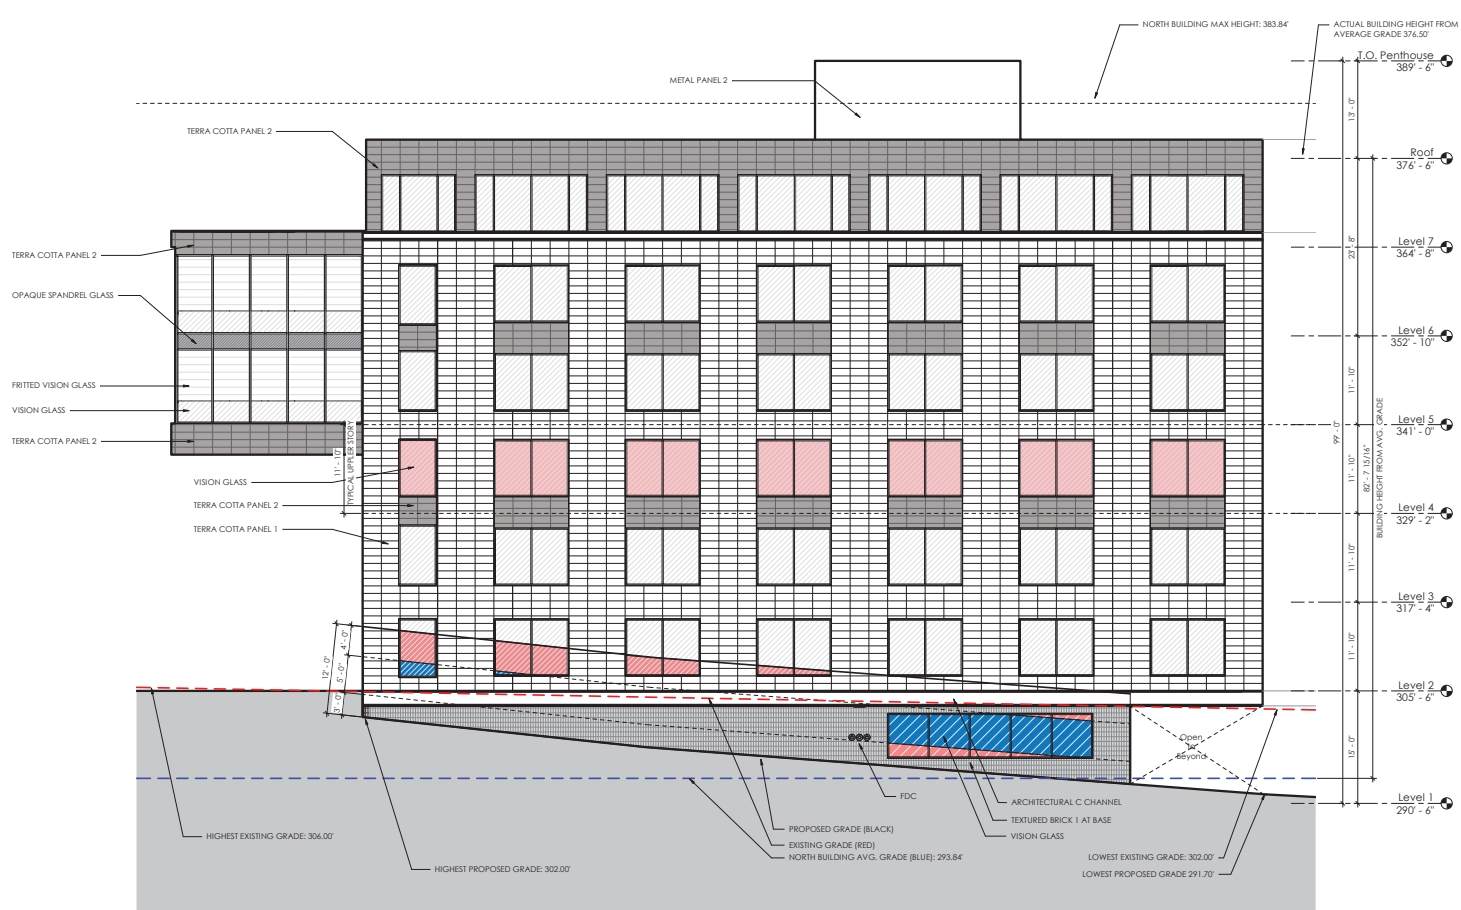 NORTH BUILDING MAX HEIGHT: 383.84'
ACTUAL BUILDING HEIGHT FROM
AVERAGE GRADE 376.50'
T.O. Penthouse
389' - 6"
METAL PANEL 2
13' - 0"
TERRA COTTA PANEL 2
Roof
376' - 6"
TERRA COTTA PANEL 2
23' - 8"
Level 7
364' - 8"
OPAQUE SPANDREL GLASS
Level 6
352' - 10"
FRITTED VISION GLASS
11' - 10"
VISION GLASS
Level 5
341' - 0"
TERRA COTTA PANEL 2
99' - 0"
11' - 10"
TYPICAL UPPLER STORY
VISION GLASS
11' - 10"
82' - 7 15/16"
BUILDING HEIGHT FROM AVG. GRADE
TERRA COTTA PANEL 2
Level 4
329' - 2"
TERRA COTTA PANEL 1
11' - 10"
Level 3
317' - 4"
12' - 0"
4' - 0"
5' - 0"
3' - 0"
11' - 10"
Level 2
305' - 6"
Open
to
Beyond
15' - 0"
FDC
Level 1
290' - 6"
ARCHITECTURAL C CHANNEL
TEXTURED BRICK 1 AT BASE
VISION GLASS
HIGHEST EXISTING GRADE: 306.00'
PROPOSED GRADE (BLACK)
EXISTING GRADE (RED)
NORTH BUILDING AVG. GRADE (BLUE): 293.84'
LOWEST EXISTING GRADE: 302.00'
HIGHEST PROPOSED GRADE: 302.00'
LOWEST PROPOSED GRADE 291.70'